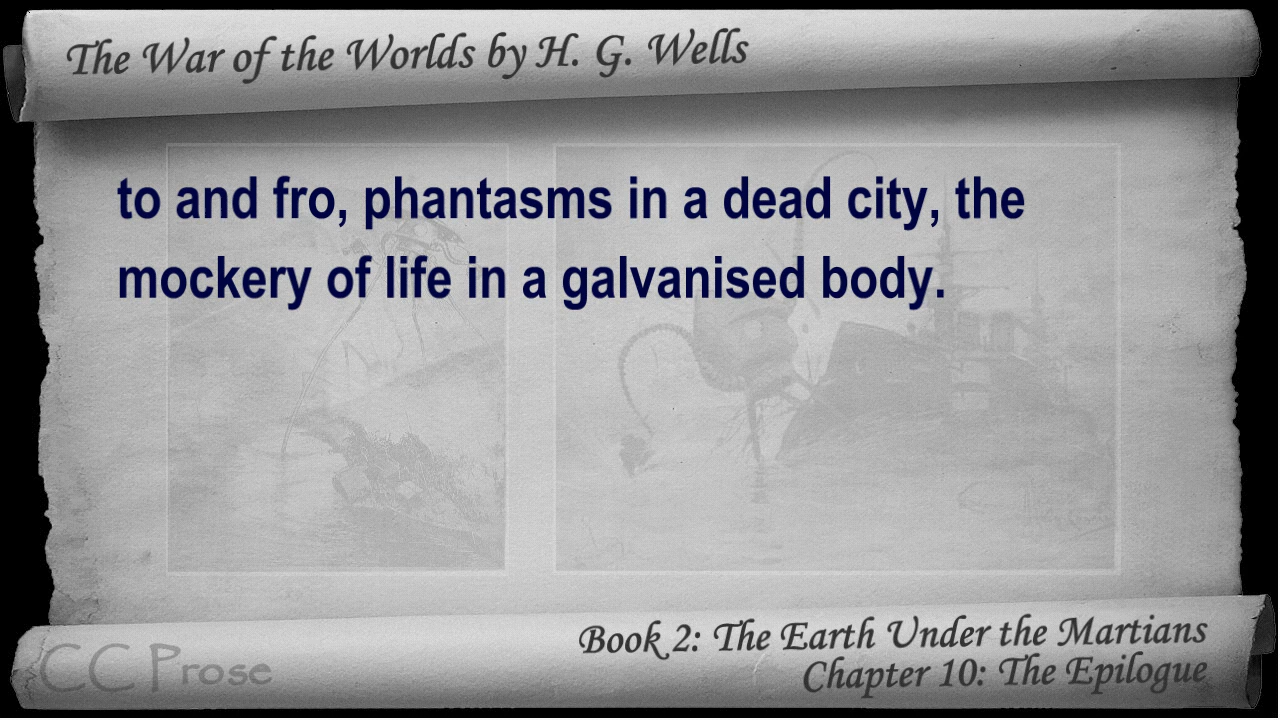 The War of the Worlds by H. G. Wells
to and fro, phantasms in a dead city, the
mockery of life in a galvanised body.
Book 2: The Earth Under the Martians
Chapter 10: The Epilogue
CC Prose